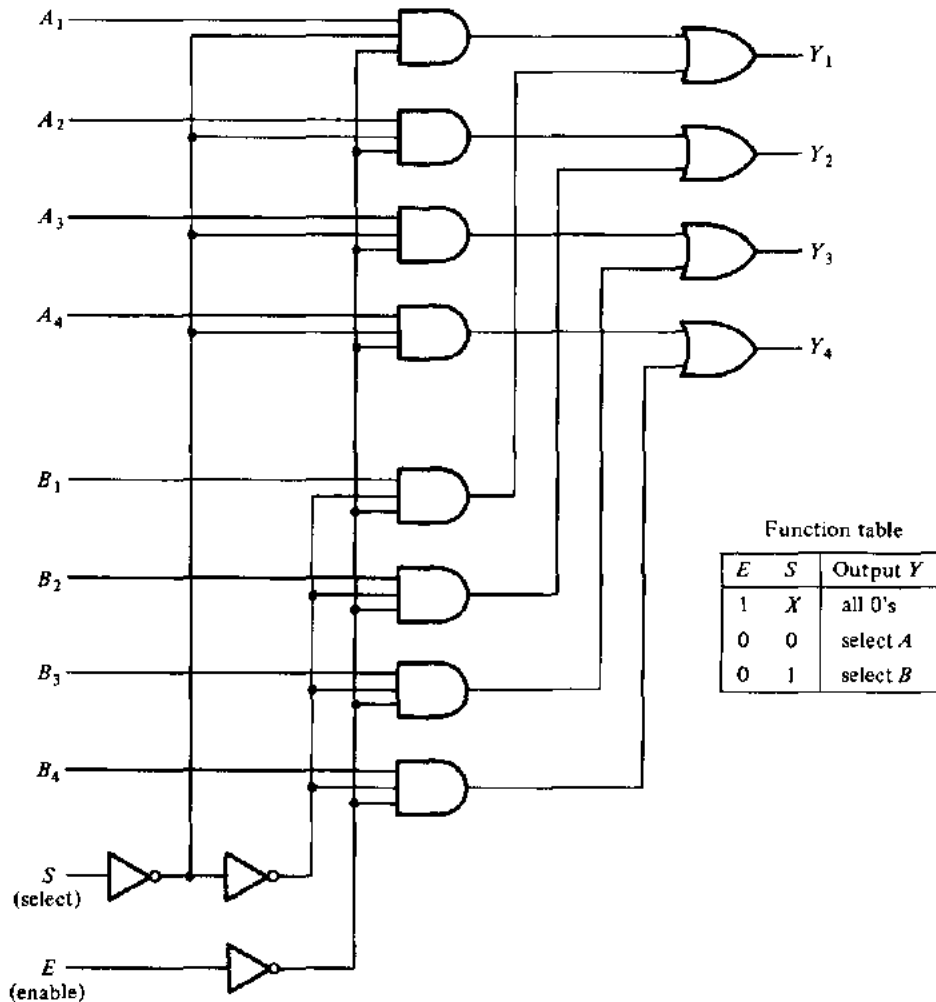 A₁
Y₁
A₂
Y₂
A₃
Y₃
A₄
Y₄
B₁
B₂
B₃
B₄
S
(select)
E
(enable)
Function table
E S Output Y
1 X all 0's
0 0 select A
0 1 select B